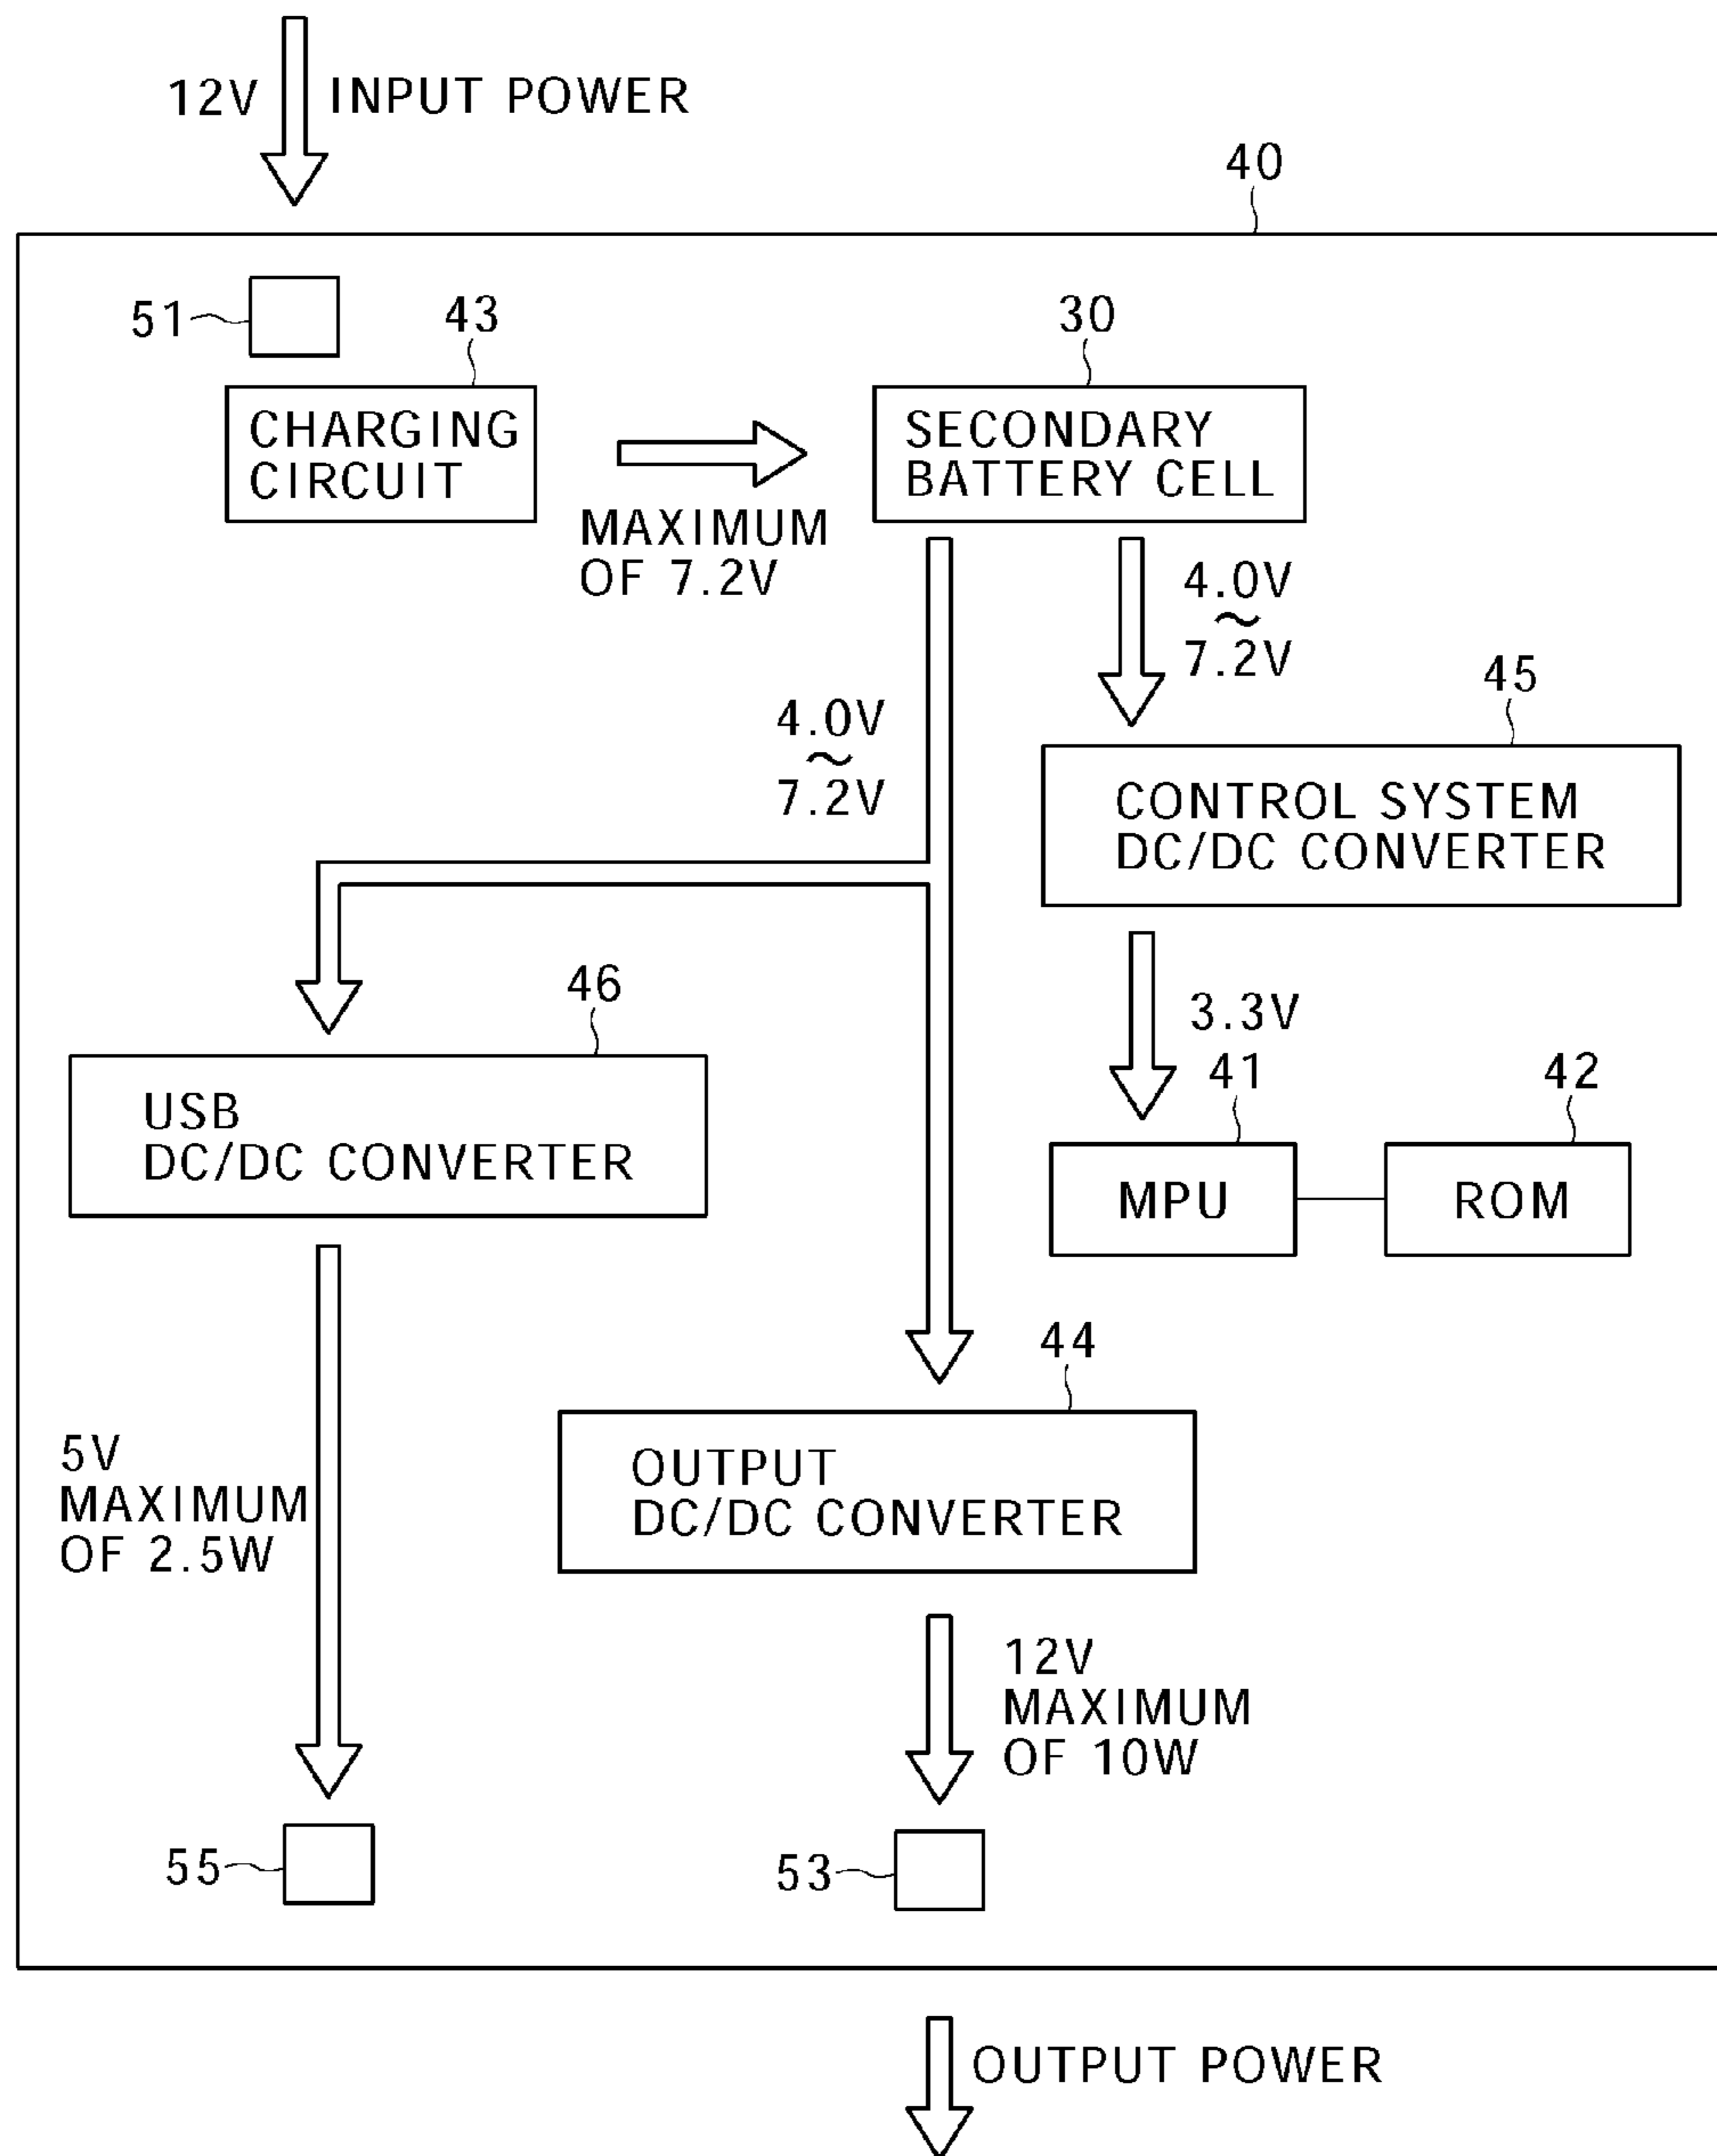 12V INPUT POWER
40
51
43
30
CHARGING
CIRCUIT
SECONDARY
BATTERY CELL
MAXIMUM
OF 7.2V
4.0V
~
7.2V
45
4.0V
~
7.2V
CONTROL SYSTEM
DC/DC CONVERTER
46
3.3V
41
42
USB
DC/DC CONVERTER
MPU
ROM
44
5V
MAXIMUM
OF 2.5W
OUTPUT
DC/DC CONVERTER
12V
MAXIMUM
OF 10W
55
53
OUTPUT POWER